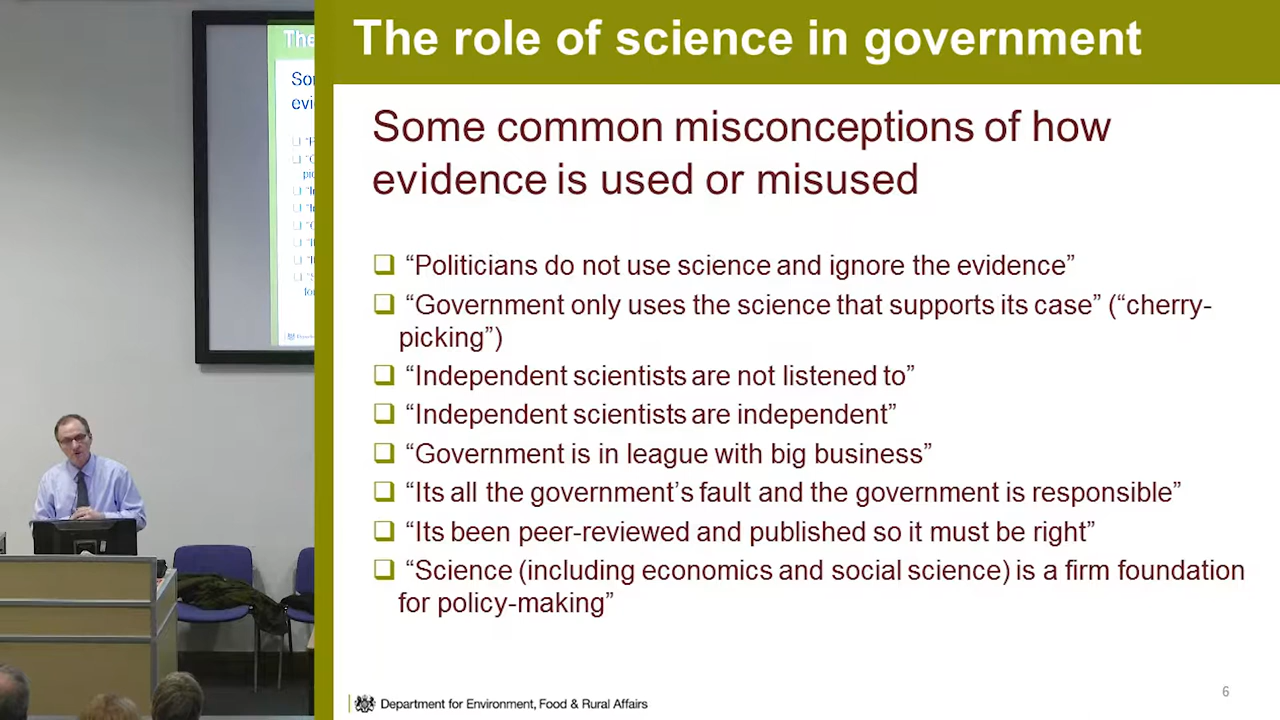 The role of science in government
Some common misconceptions of how
evidence is used or misused
“Politicians do not use science and ignore the evidence”
“Government only uses the science that supports its case” (“cherry-
picking”)
“Independent scientists are not listened to”
“Independent scientists are independent”
“Government is in league with big business”
“Its all the government’s fault and the government is responsible”
“Its been peer-reviewed and published so it must be right”
“Science (including economics and social science) is a firm foundation
for policy-making”
Department for Environment, Food & Rural Affairs
6
The